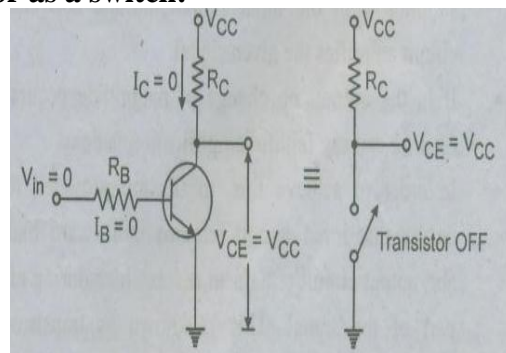 or as a switch.
VCC
VCC
IC = 0
RC
RC
VCE = VCC
Vin = 0
RB
IB = 0
VCE = VCC
Transistor OFF